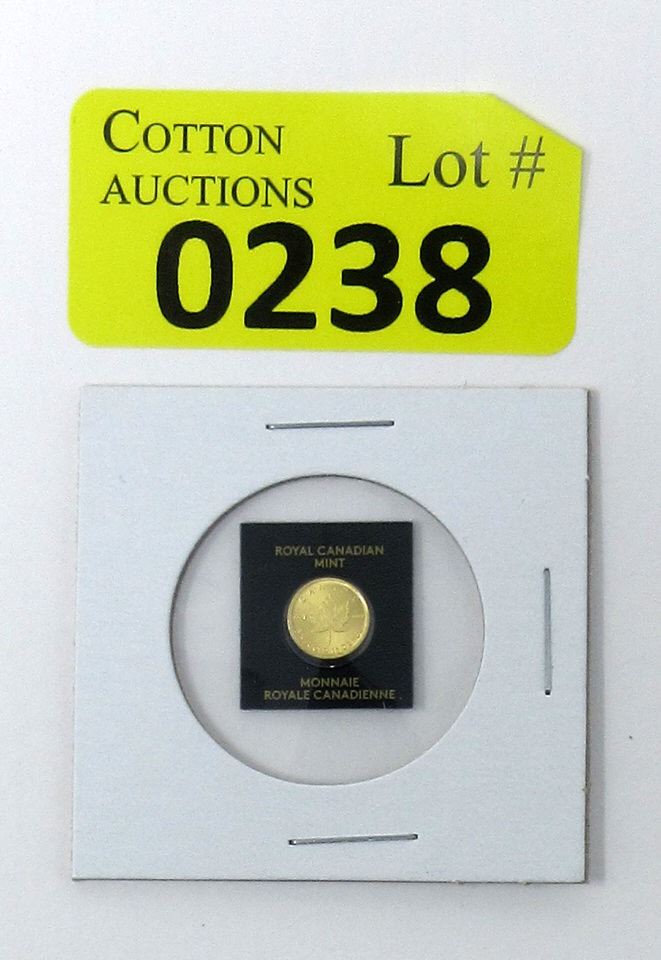 COTTON
AUCTIONS
Lot #
0238
ROYAL CANADIAN
MINT
MONNAIE
ROYALE CANADIENNE